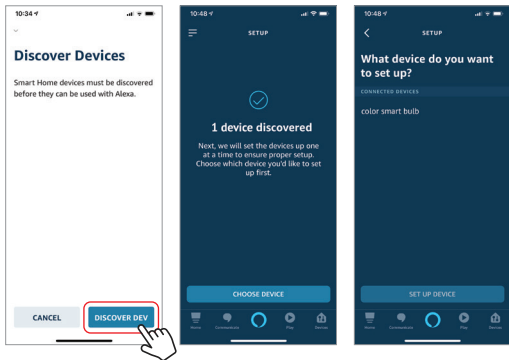 10:34
Discover Devices
Smart Home devices must be discovered
before they can be used with Alexa.
CANCEL
DISCOVER DEV
10:48
SETUP
1 device discovered
Next, we will set the devices up one
at a time to ensure proper setup.
Choose which device you'd like to set
up first.
CHOOSE DEVICE
Home
Communicate
Play
Devices
10:48
SETUP
What device do you want
to set up?
CONNECTED DEVICES
color smart bulb
SET UP DEVICE
Home
Communicate
Play
Devices